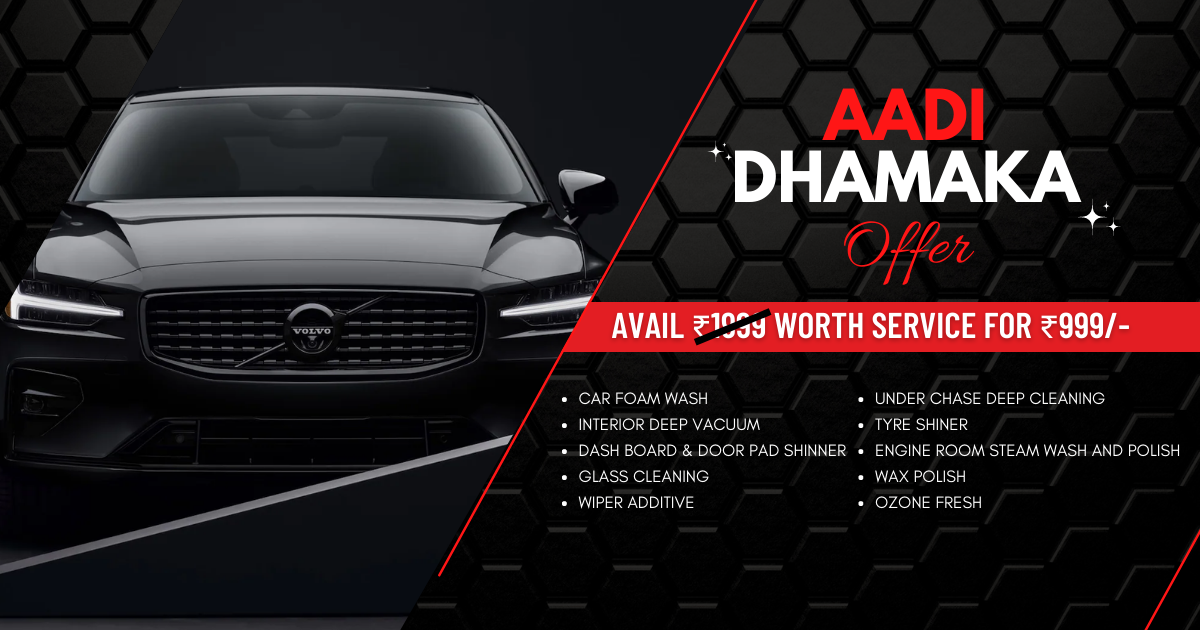 VOLVO
AADI
DHAMAKA
Offer
AVAIL ₹1999 WORTH SERVICE FOR ₹999/-
CAR FOAM WASH
INTERIOR DEEP VACUUM
DASH BOARD & DOOR PAD SHINNER
GLASS CLEANING
WIPER ADDITIVE
UNDER CHASE DEEP CLEANING
TYRE SHINER
ENGINE ROOM STEAM WASH AND POLISH
WAX POLISH
OZONE FRESH